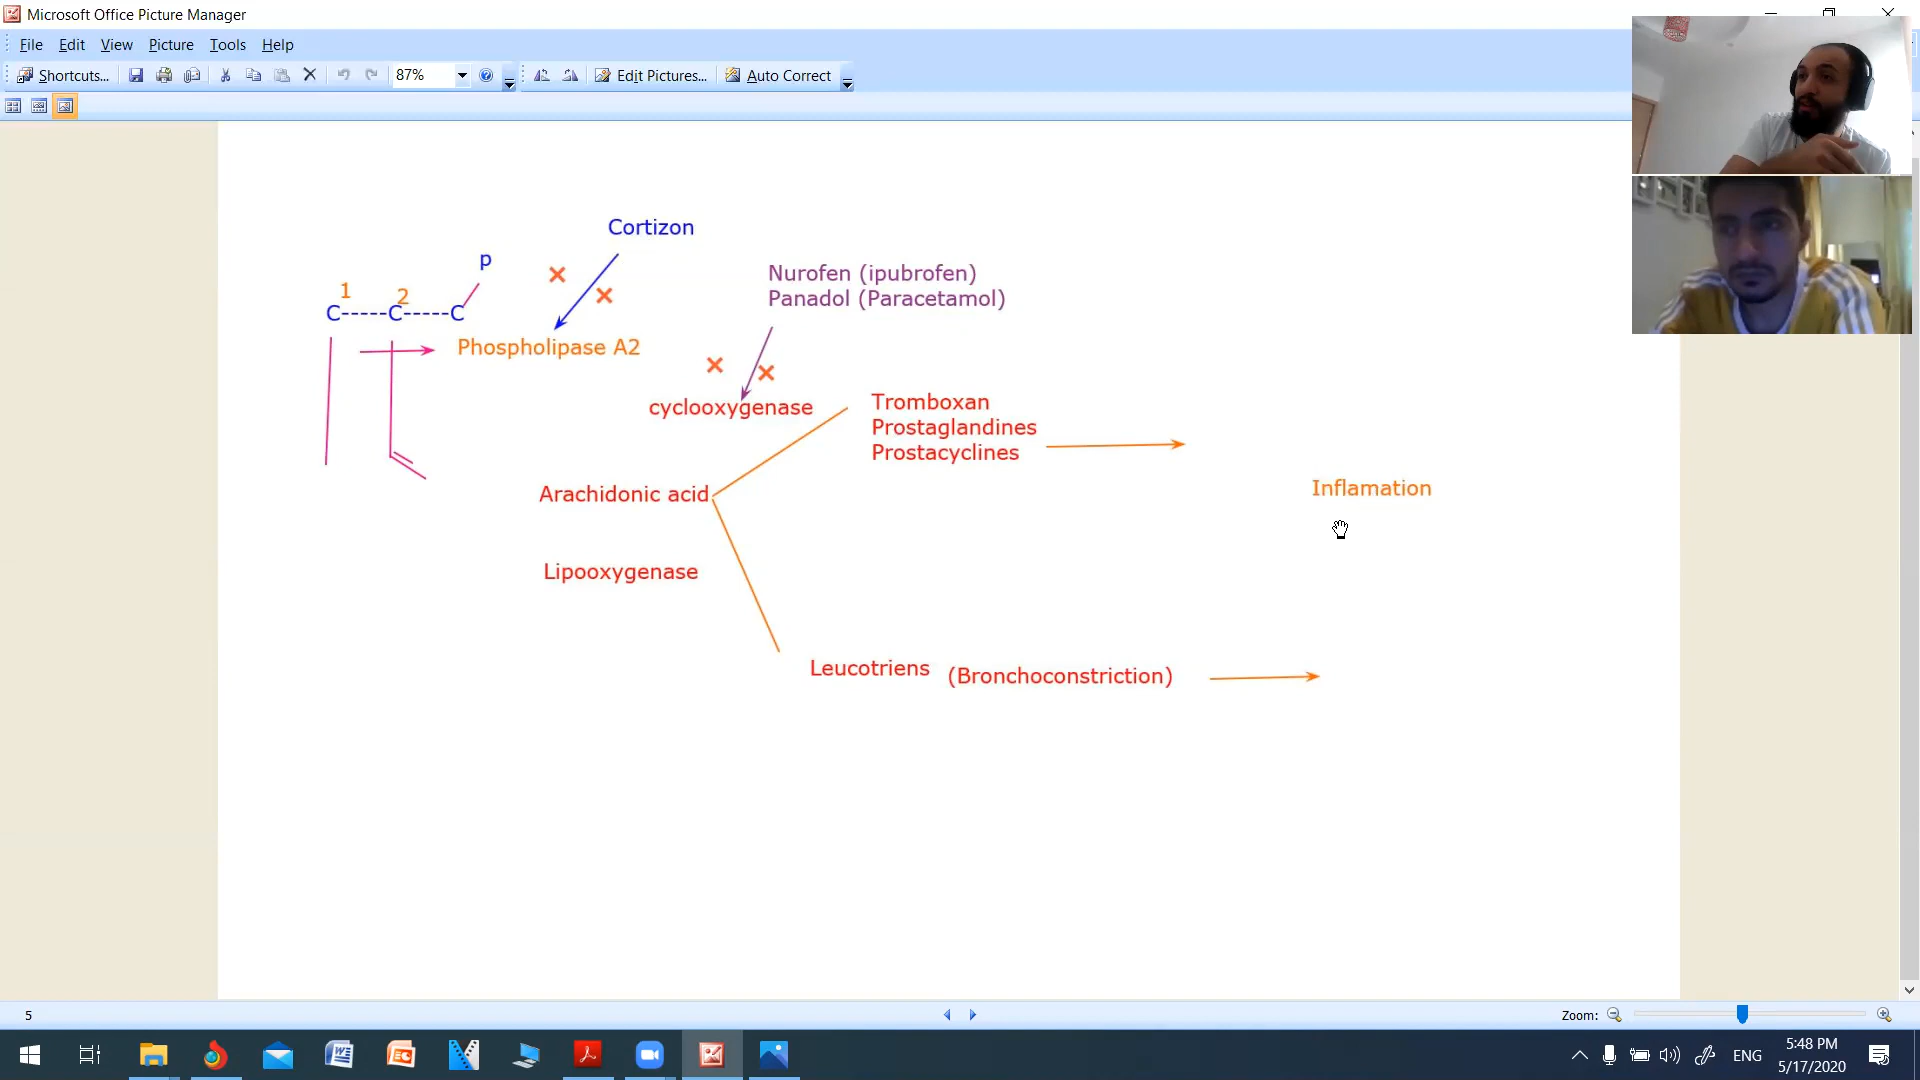 Microsoft Office Picture Manager
File Edit View Picture Tools Help
Shortcuts... 87% Edit Pictures... Auto Correct
Cortizon
p
Nurofen (ipubrofen)
Panadol (Paracetamol)
1
2
C-----C-----C
Phospholipase A2
cyclooxygenase
Tromboxan
Prostaglandines
Prostacyclines
Arachidonic acid
Inflamation
Lipooxygenase
Leucotriens (Bronchoconstriction)
5 Zoom:
ENG
5:48 PM
5/17/2020